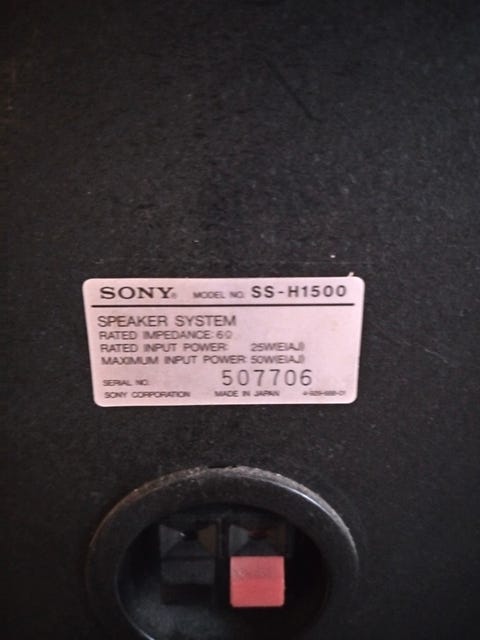 SONY® MODEL NO. SS-H1500
SPEAKER SYSTEM
RATED IMPEDANCE: 6Ω
RATED INPUT POWER: 25W(EIAJ)
MAXIMUM INPUT POWER: 50W(EIAJ)
SERIAL NO. 507706
SONY CORPORATION MADE IN JAPAN